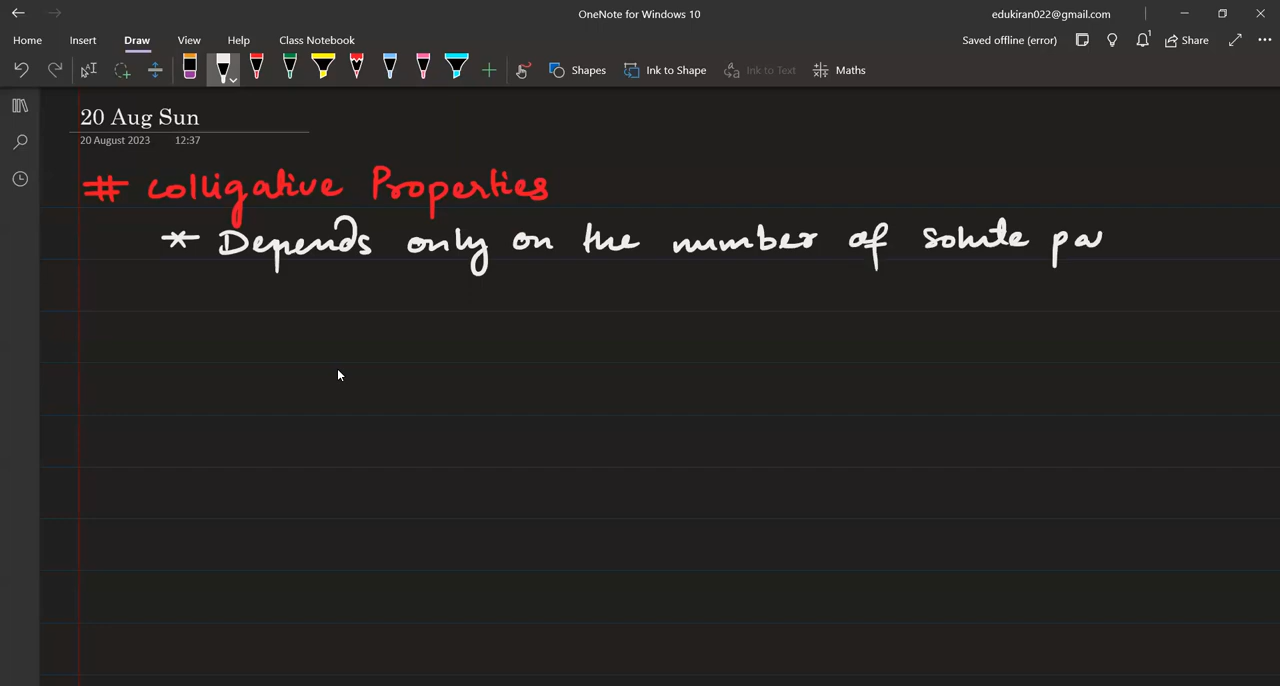 OneNote for Windows 10
edukiran022@gmail.com
Home Insert Draw View Help Class Notebook
Saved offline (error) 1 Share
Shapes Ink to Shape Ink to Text Maths
20 Aug Sun
20 August 2023 12:37
# Colligative Properties
* Depends only on the number of solute pa